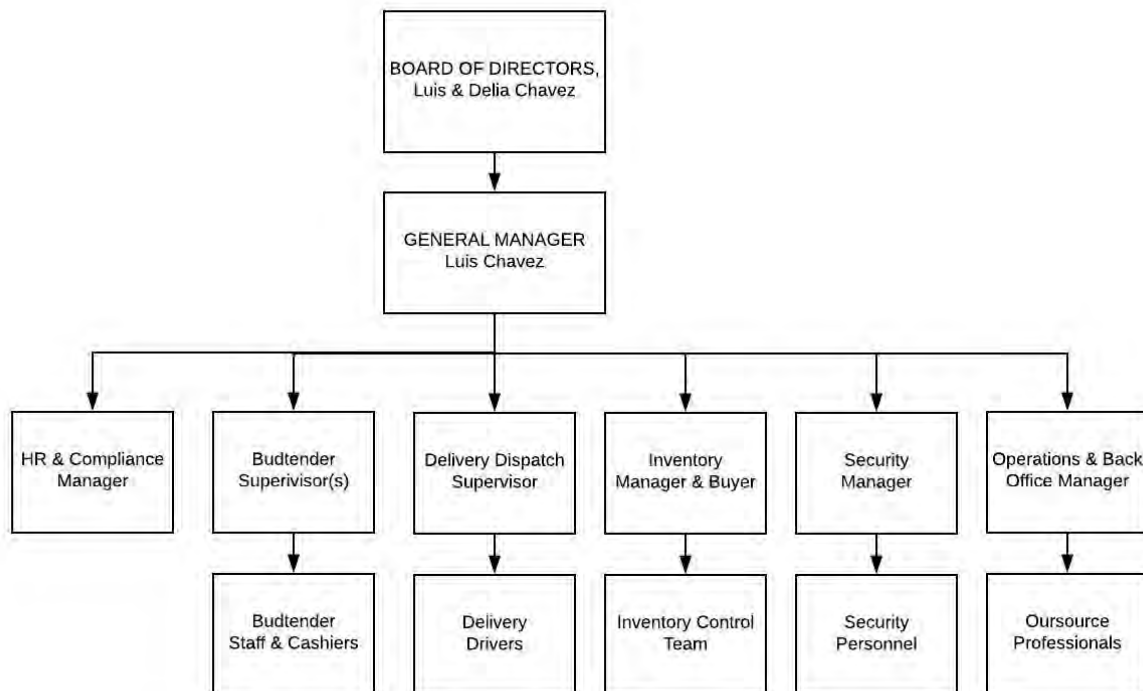 BOARD OF DIRECTORS,
Luis & Delia Chavez
GENERAL MANAGER
Luis Chavez
HR & Compliance
Manager
Budtender
Superivisor(s)
Delivery Dispatch
Supervisor
Inventory
Manager & Buyer
Security
Manager
Operations & Back
Office Manager
Budtender
Staff & Cashiers
Delivery
Drivers
Inventory Control
Team
Security
Personnel
Oursource
Professionals